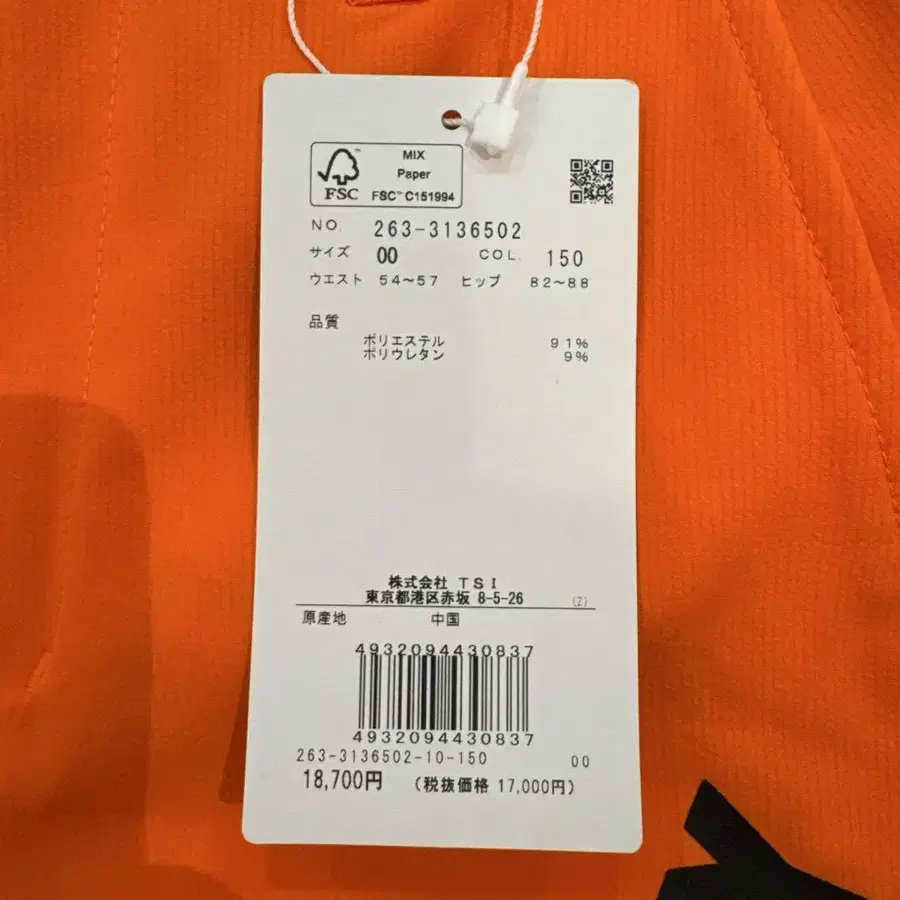 MIX
Paper
FSC™ C151994
FSC
NO. 263-3136502
サイズ 00 COL. 150
ウエスト 54~57 ヒップ 82~88
品質
ポリエステル 91%
ポリウレタン 9%
株式会社 TSI
東京都港区赤坂 8-5-26 (Z)
原産地 中国
4932094430837
4932094430837
263-3136502-10-150 00
18,700円 (税抜価格 17,000円)